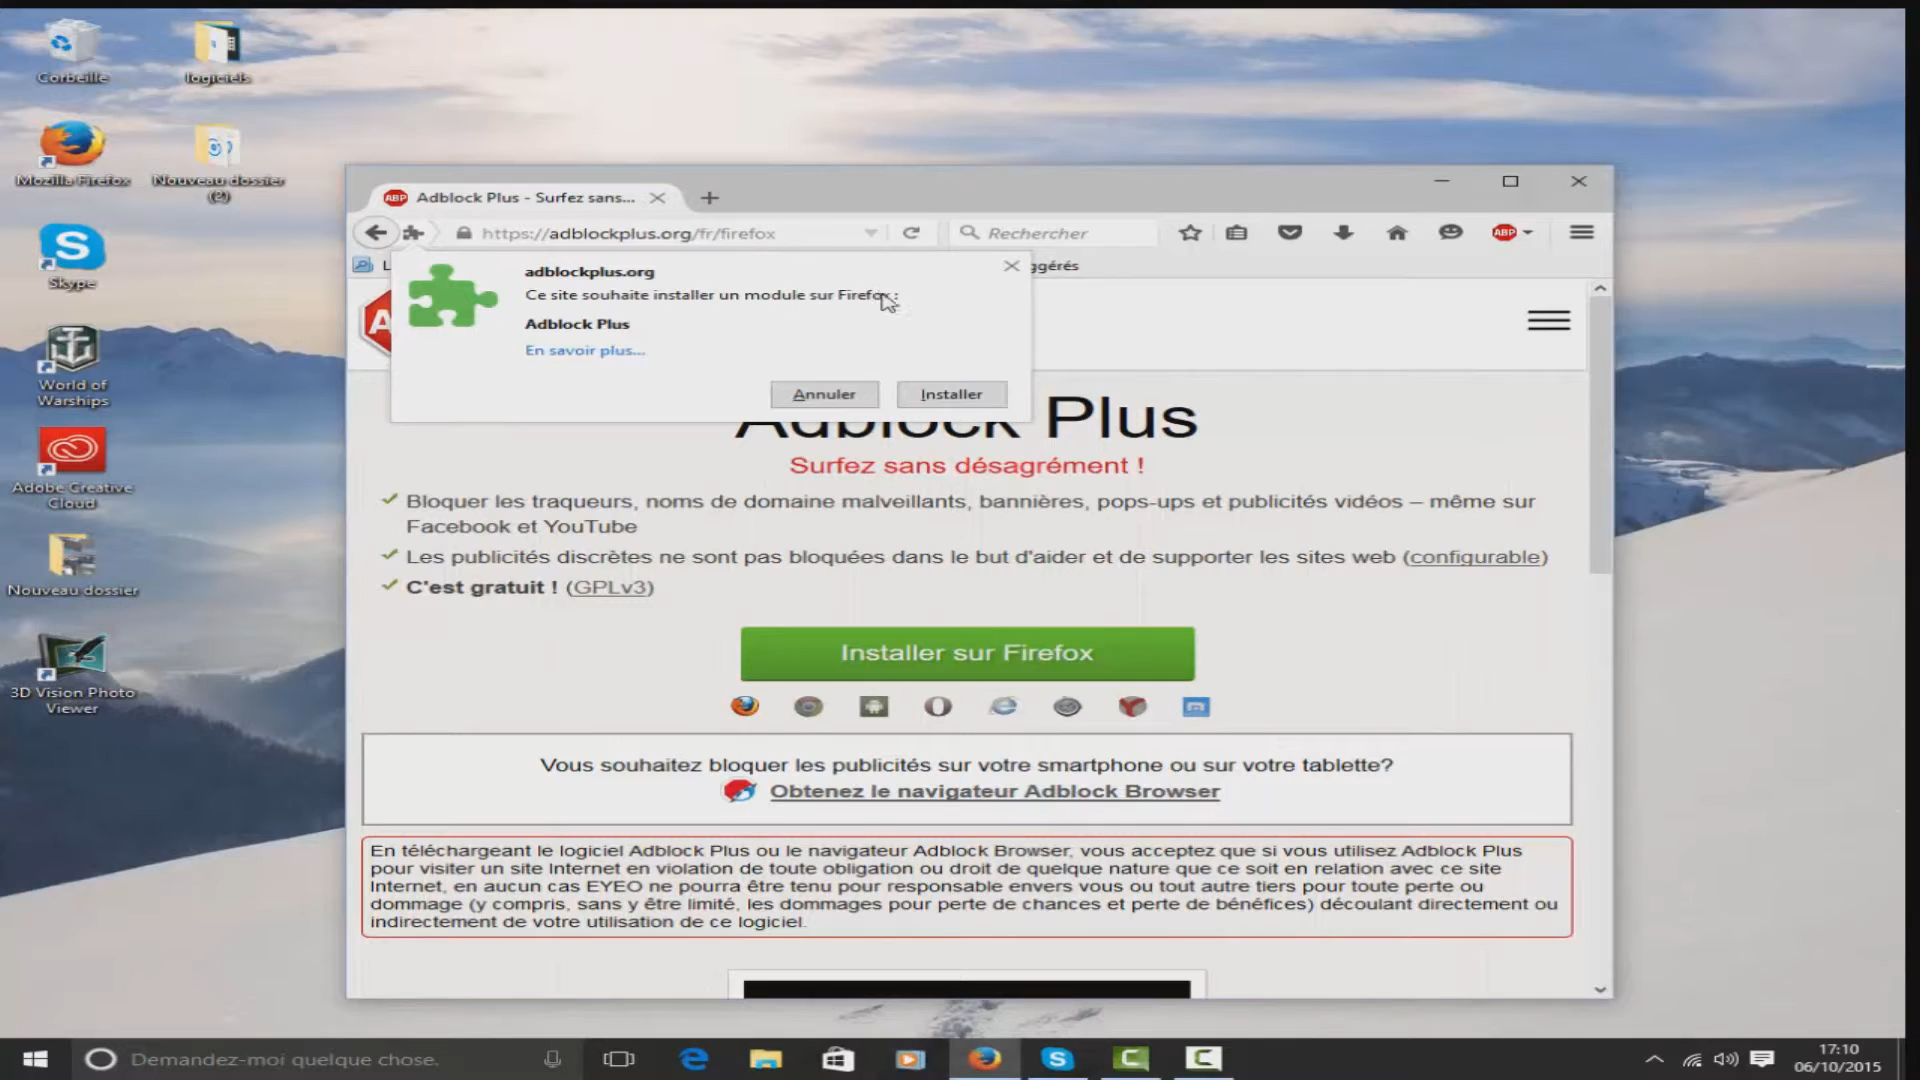 Corbeille
logiciels
Mozilla Firefox
Nouveau dossier
(2)
Skype
World of
Warships
Adobe Creative
Cloud
Nouveau dossier
3D Vision Photo
Viewer
ABP Adblock Plus - Surfez sans...
https://adblockplus.org/fr/firefox
Rechercher
ABP
L
ggérés
adblockplus.org
Ce site souhaite installer un module sur Firefox :
Adblock Plus
En savoir plus...
Annuler
Installer
A
Adblock Plus
Surfez sans désagrément !
Bloquer les traqueurs, noms de domaine malveillants, bannières, pops-ups et publicités vidéos – même sur
Facebook et YouTube
Les publicités discrètes ne sont pas bloquées dans le but d'aider et de supporter les sites web (configurable)
C'est gratuit ! (GPLv3)
Installer sur Firefox
Vous souhaitez bloquer les publicités sur votre smartphone ou sur votre tablette?
Obtenez le navigateur Adblock Browser
En téléchargeant le logiciel Adblock Plus ou le navigateur Adblock Browser, vous acceptez que si vous utilisez Adblock Plus
pour visiter un site Internet en violation de toute obligation ou droit de quelque nature que ce soit en relation avec ce site
Internet, en aucun cas EYEO ne pourra être tenu pour responsable envers vous ou tout autre tiers pour toute perte ou
dommage (y compris, sans y être limité, les dommages pour perte de chances et perte de bénéfices) découlant directement ou
indirectement de votre utilisation de ce logiciel.
Demandez-moi quelque chose.
17:10
06/10/2015